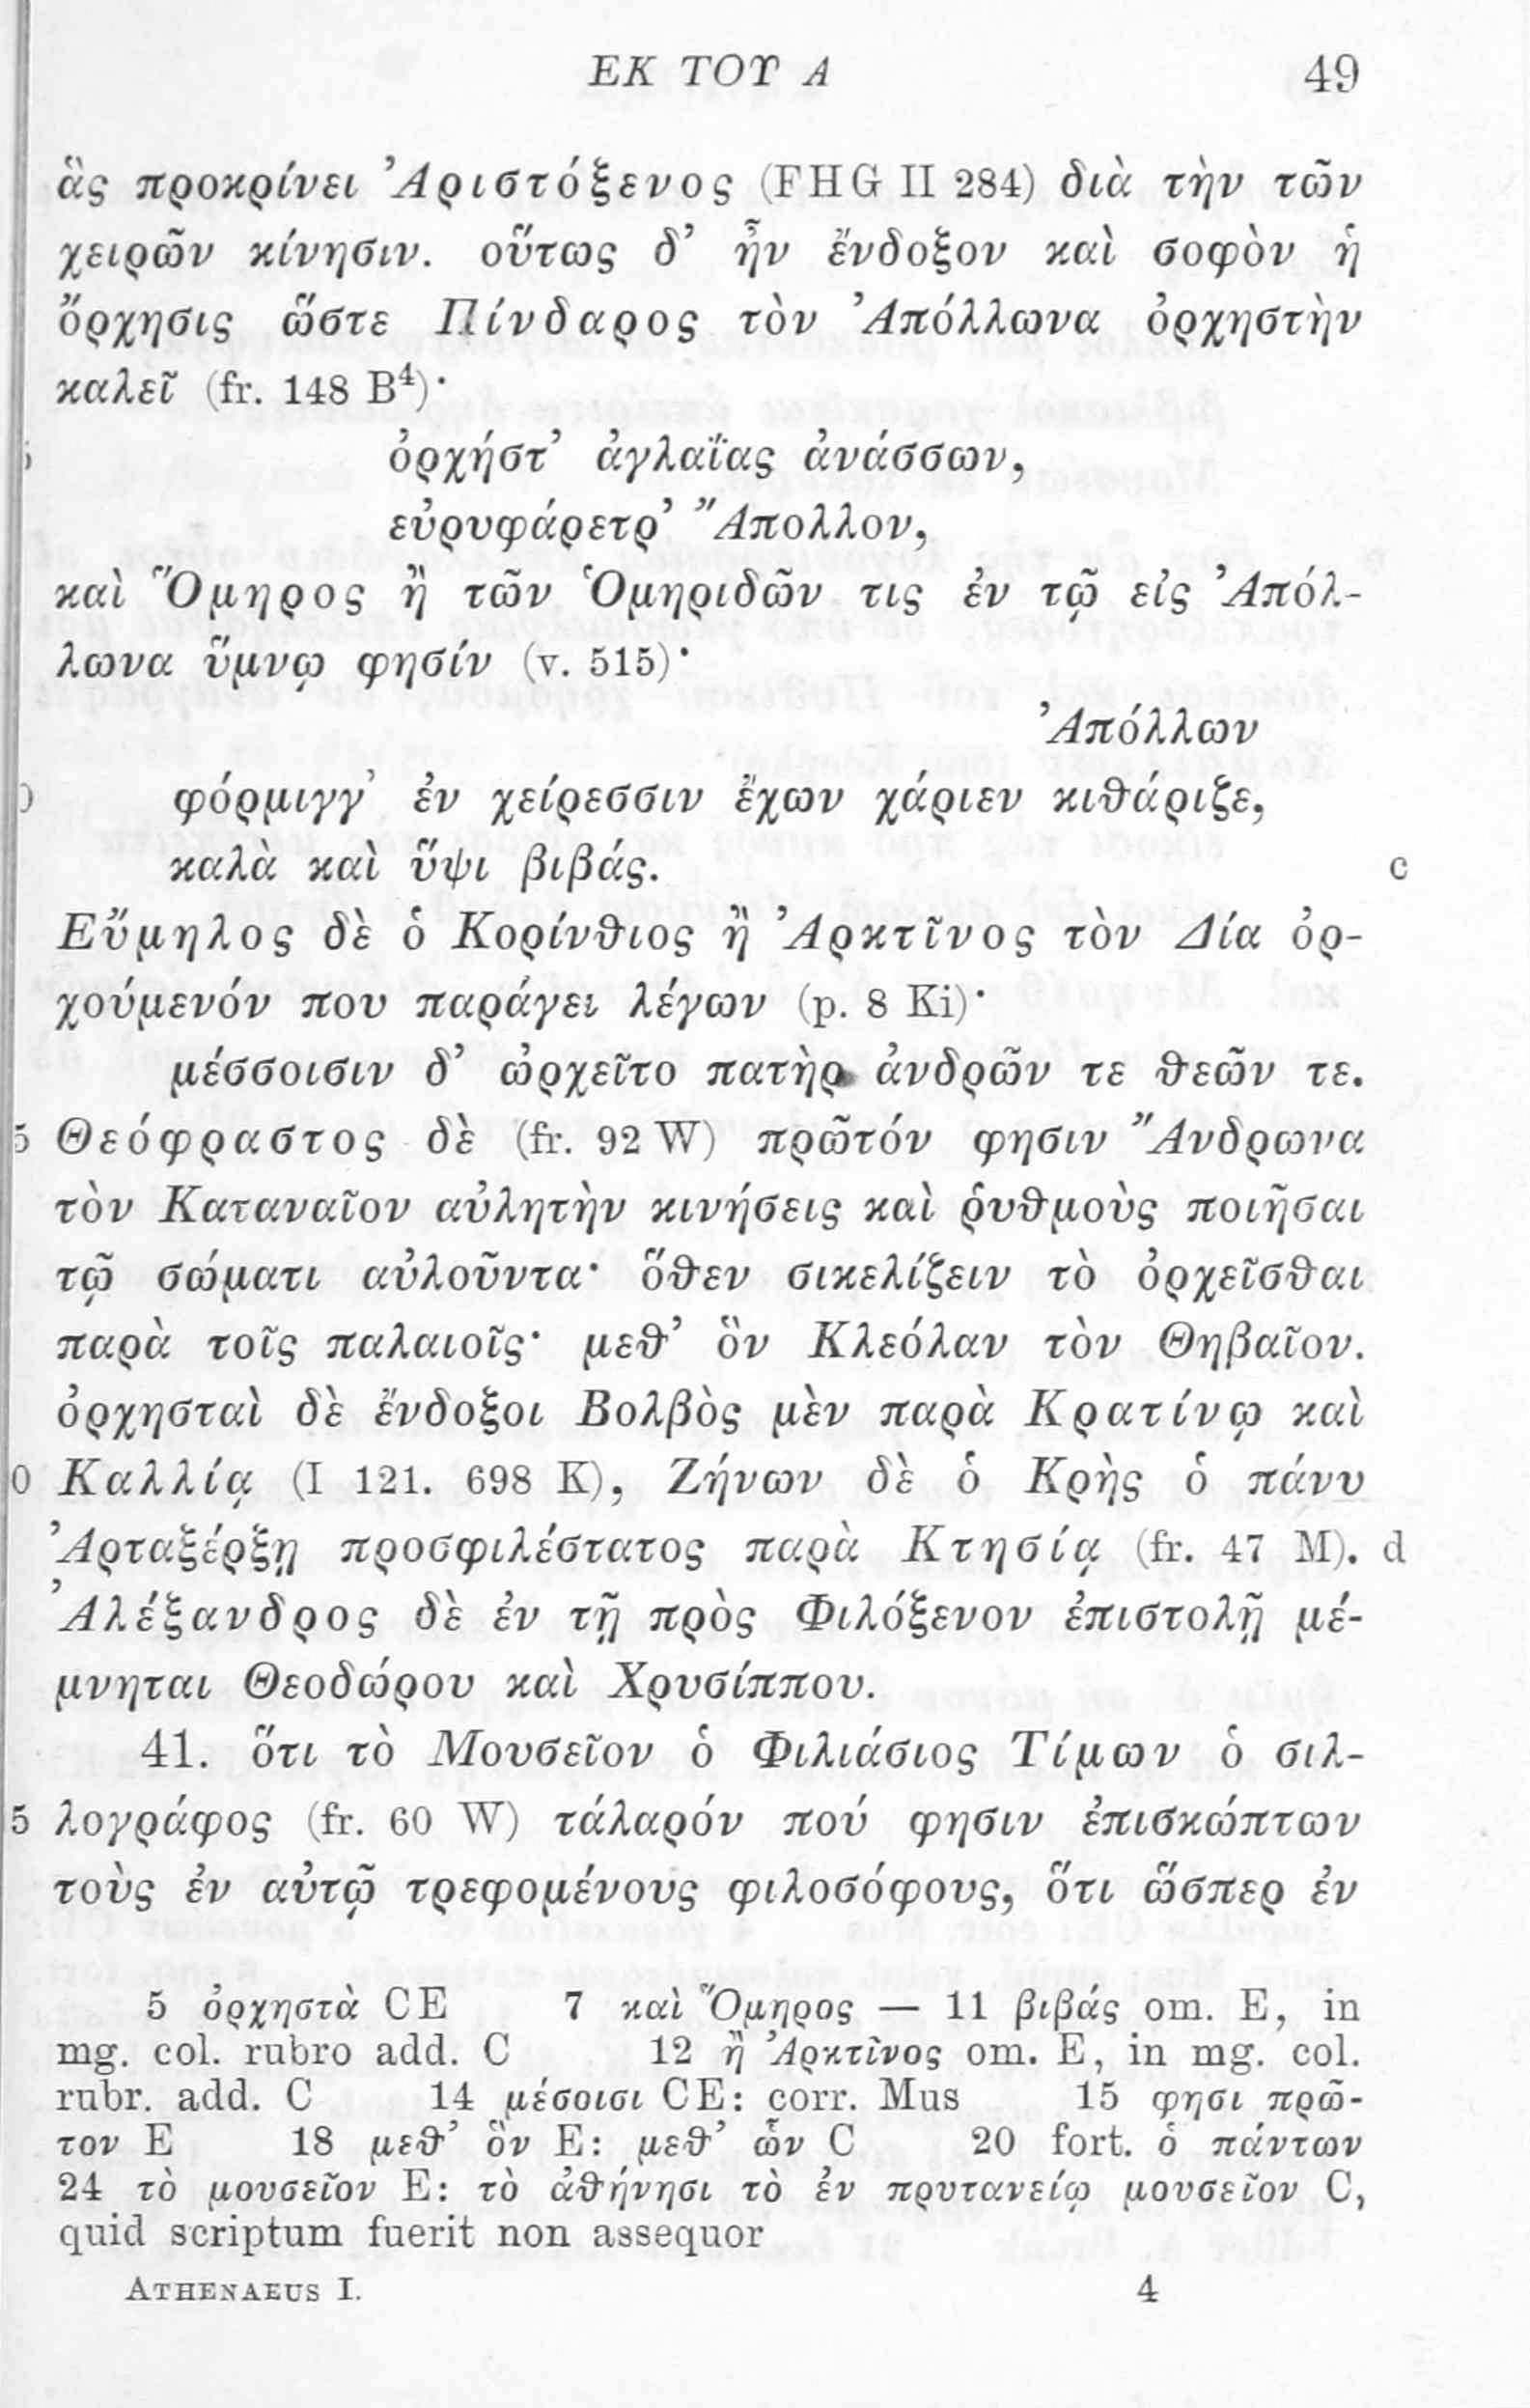 ΕΚ ΤΟΥ Α 49
ἃς προκρίνει Ἀριστόξενος (FHG II 284) διὰ τὴν τῶν
χειρῶν κίνησιν. οὕτως δ’ ἦν ἔνδοξον καὶ σοφὸν ἡ
ὄρχησις ὥστε Πίνδαρος τὸν Ἀπόλλωνα ὀρχηστὴν
καλεῖ (fr. 148 B⁴)·
ὀρχήστ’ ἀγλαΐας ἀνάσσων,
εὐρυφάρετρ’ Ἄπολλον,
καὶ Ὅμηρος ἢ τῶν Ὁμηριδῶν τις ἐν τῷ εἰς Ἀπόλ-
λωνα ὕμνῳ φησίν (v. 515)·
Ἀπόλλων
0 φόρμιγγ’ ἐν χείρεσσιν ἔχων χάριεν κιθάριζε,
καλὰ καὶ ὕψι βιβάς. c
Εὔμηλος δὲ ὁ Κορίνθιος ἢ Ἀρκτῖνος τὸν Δία ὀρ-
χούμενόν που παράγει λέγων (p. 8 Ki)·
μέσσοισιν δ’ ὠρχεῖτο πατὴρ ἀνδρῶν τε θεῶν τε.
5 Θεόφραστος δὲ (fr. 92 W) πρῶτόν φησιν Ἄνδρωνα
τὸν Καταναῖον αὐλητὴν κινήσεις καὶ ῥυθμοὺς ποιῆσαι
τῷ σώματι αὐλοῦντα· ὅθεν σικελίζειν τὸ ὀρχεῖσθαι
παρὰ τοῖς παλαιοῖς· μεθ’ ὃν Κλεόλαν τὸν Θηβαῖον.
ὀρχησταὶ δὲ ἔνδοξοι Βολβὸς μὲν παρὰ Κρατίνῳ καὶ
0 Καλλίᾳ (I 121. 698 K), Ζήνων δὲ ὁ Κρὴς ὁ πάνυ
Ἀρταξέρξῃ προσφιλέστατος παρὰ Κτησίᾳ (fr. 47 M). d
Ἀλέξανδρος δὲ ἐν τῇ πρὸς Φιλόξενον ἐπιστολῇ μέ-
μνηται Θεοδώρου καὶ Χρυσίππου.
41. ὅτι τὸ Μουσεῖον ὁ Φιλιάσιος Τίμων ὁ σιλ-
5 λογράφος (fr. 60 W) τάλαρόν πού φησιν ἐπισκώπτων
τοὺς ἐν αὐτῷ τρεφομένους φιλοσόφους, ὅτι ὥσπερ ἐν
5 ὀρχηστὰ CE 7 καὶ Ὅμηρος — 11 βιβάς om. E, in
mg. col. rubro add. C 12 ἢ Ἀρκτῖνος om. E, in mg. col.
rubr. add. C 14 μέσοισι CE: corr. Mus 15 φησι πρῶ-
τον E 18 μεθ’ ὃν E: μεθ’ ὧν C 20 fort. ὁ πάντων
24 τὸ μουσεῖον E: τὸ ἀθήνησι τὸ ἐν πρυτανείῳ μουσεῖον C,
quid scriptum fuerit non assequor
ATHENAEUS I. 4